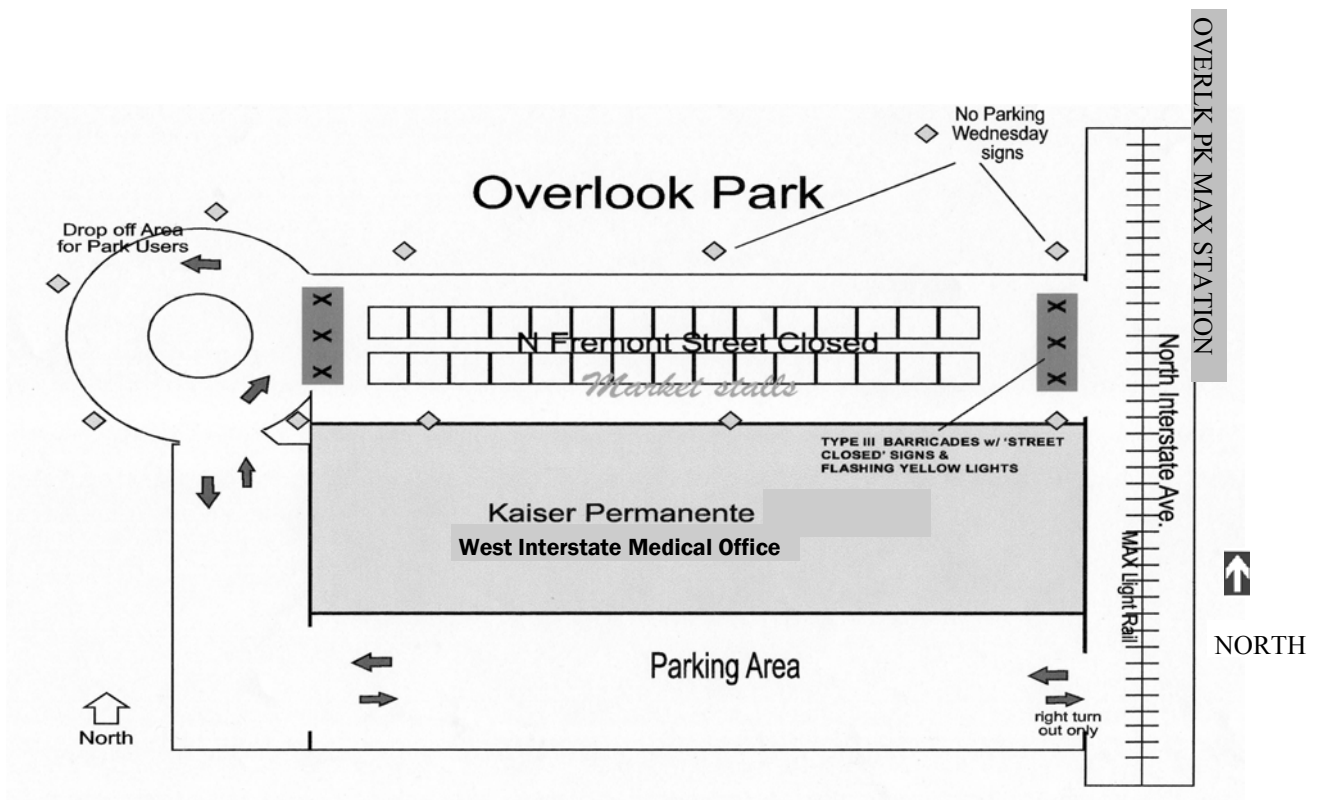 OVERLK PK MAX STATION
No Parking
Wednesday
signs
Overlook Park
Drop off Area
for Park Users
X
X
X
X
X
X
N Fremont Street Closed
Market stalls
North Interstate Ave.
TYPE III BARRICADES w/ 'STREET
CLOSED' SIGNS &
FLASHING YELLOW LIGHTS
Kaiser Permanente
West Interstate Medical Office
MAX Light Rail
NORTH
Parking Area
right turn
out only
North